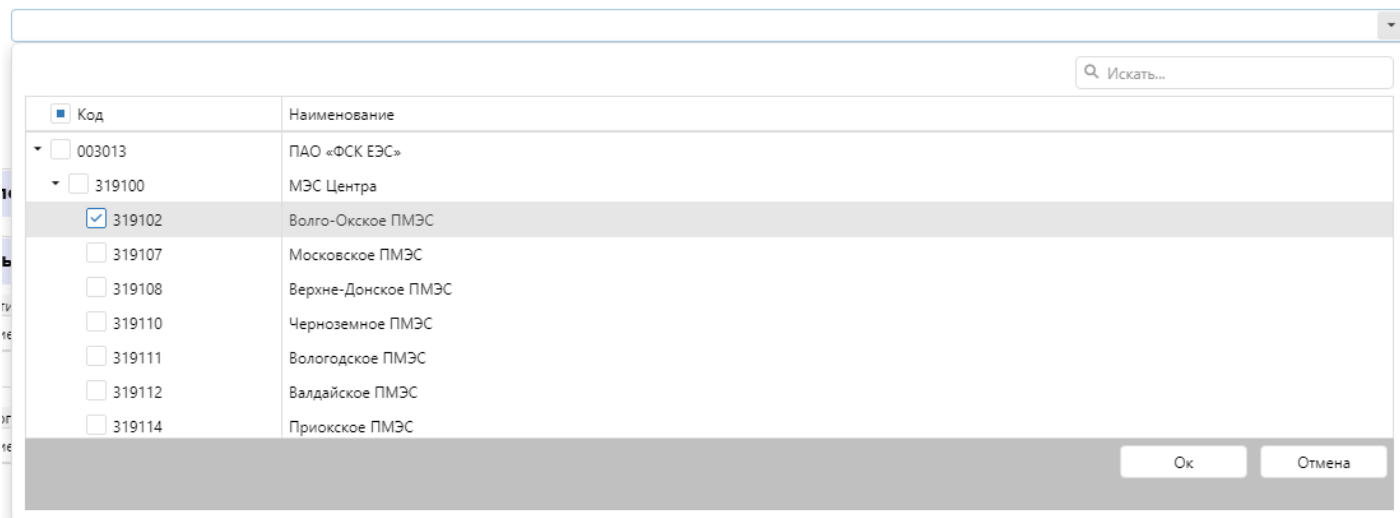 Искать...
Код Наименование
003013 ПАО «ФСК ЕЭС»
319100 МЭС Центра
319102 Волго-Окское ПМЭС
319107 Московское ПМЭС
319108 Верхне-Донское ПМЭС
319110 Черноземное ПМЭС
319111 Вологодское ПМЭС
319112 Валдайское ПМЭС
319114 Приокское ПМЭС
Ок Отмена